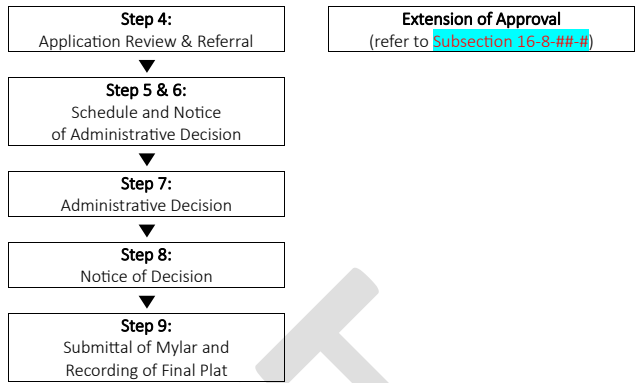 Step 4:
Application Review & Referral
Step 5 & 6:
Schedule and Notice
of Administrative Decision
Step 7:
Administrative Decision
Step 8:
Notice of Decision
Step 9:
Submittal of Mylar and
Recording of Final Plat
Extension of Approval
(refer to Subsection 16-8-##-#)